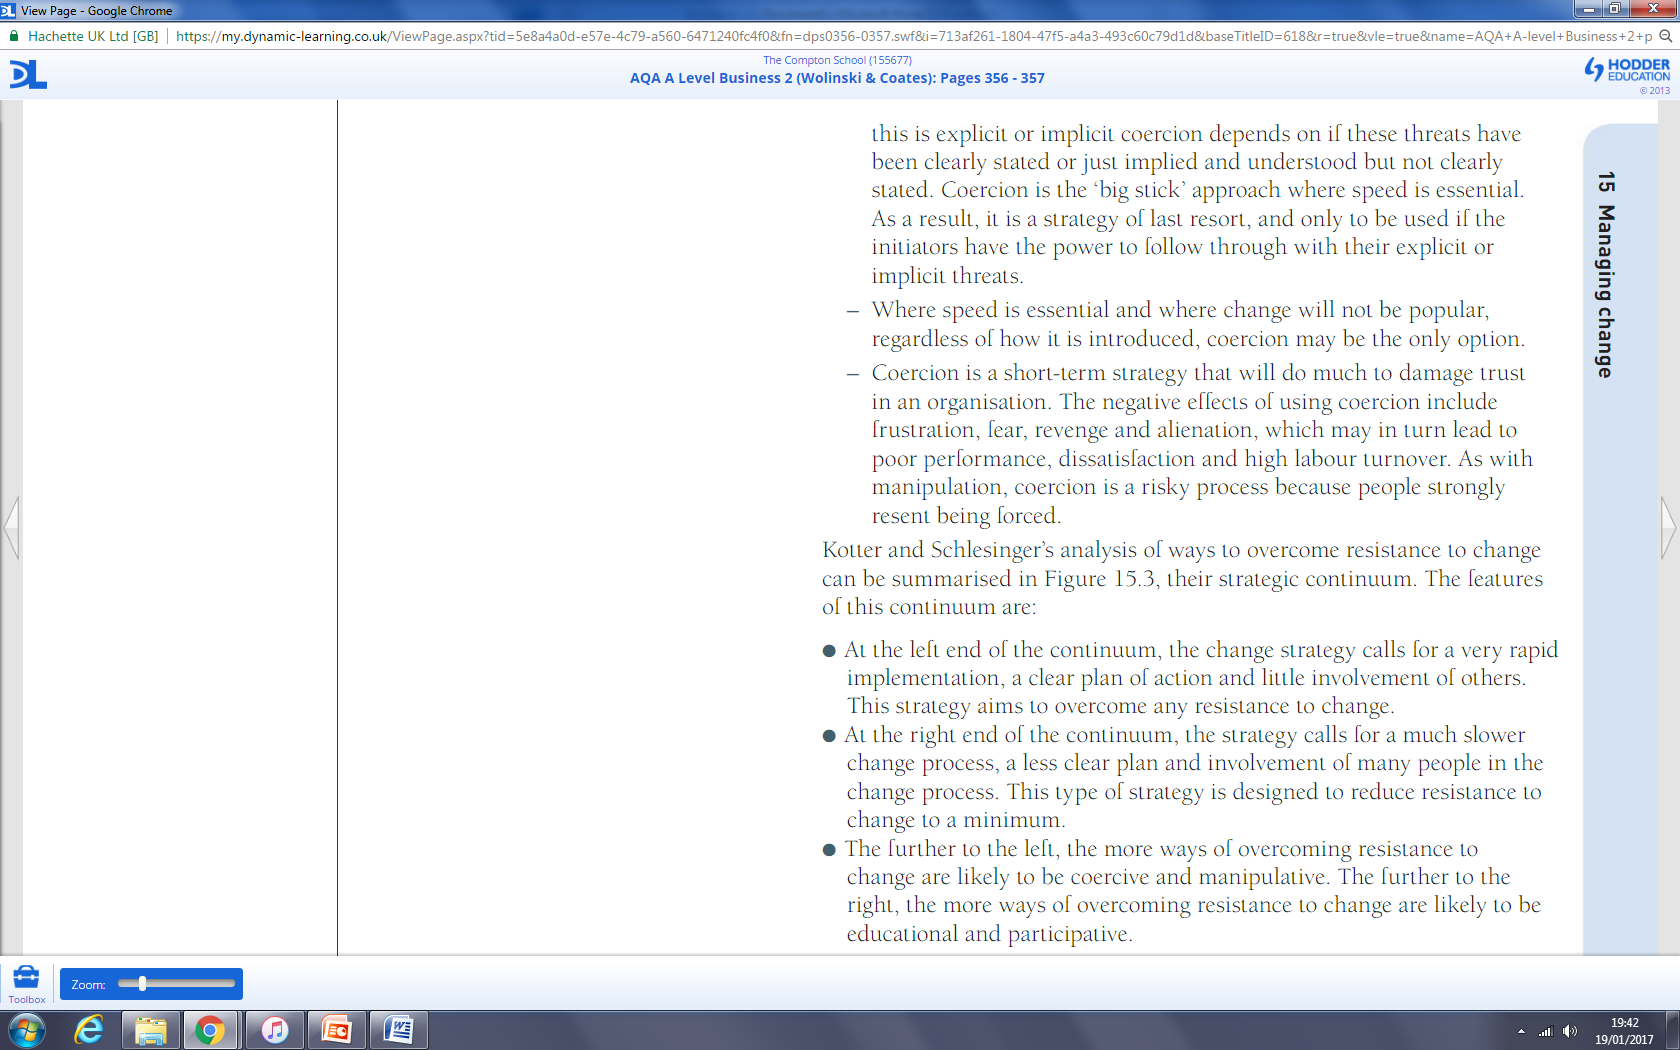 View Page - Google Chrome
Hachette UK Ltd [GB] https://my.dynamic-learning.co.uk/ViewPage.aspx?tid=5e8a4a0d-e57e-4c79-a560-6471240fc4f0&fn=dps0356-0357.swf&i=713af261-1804-47f5-a4a3-493c60c79d1d&baseTitleID=618&r=true&vle=true&name=AQA+A-level+Business+2+p
DL
The Compton School (155677)
AQA A Level Business 2 (Wolinski & Coates): Pages 356 - 357
HODDER
EDUCATION
© 2013
this is explicit or implicit coercion depends on if these threats have
been clearly stated or just implied and understood but not clearly
stated. Coercion is the ‘big stick’ approach where speed is essential.
As a result, it is a strategy of last resort, and only to be used if the
initiators have the power to follow through with their explicit or
implicit threats.
– Where speed is essential and where change will not be popular,
regardless of how it is introduced, coercion may be the only option.
– Coercion is a short-term strategy that will do much to damage trust
in an organisation. The negative effects of using coercion include
frustration, fear, revenge and alienation, which may in turn lead to
poor performance, dissatisfaction and high labour turnover. As with
manipulation, coercion is a risky process because people strongly
resent being forced.
Kotter and Schlesinger’s analysis of ways to overcome resistance to change
can be summarised in Figure 15.3, their strategic continuum. The features
of this continuum are:
● At the left end of the continuum, the change strategy calls for a very rapid
implementation, a clear plan of action and little involvement of others.
This strategy aims to overcome any resistance to change.
● At the right end of the continuum, the strategy calls for a much slower
change process, a less clear plan and involvement of many people in the
change process. This type of strategy is designed to reduce resistance to
change to a minimum.
● The further to the left, the more ways of overcoming resistance to
change are likely to be coercive and manipulative. The further to the
right, the more ways of overcoming resistance to change are likely to be
educational and participative.
15 Managing change
Toolbox
Zoom:
19:42
19/01/2017